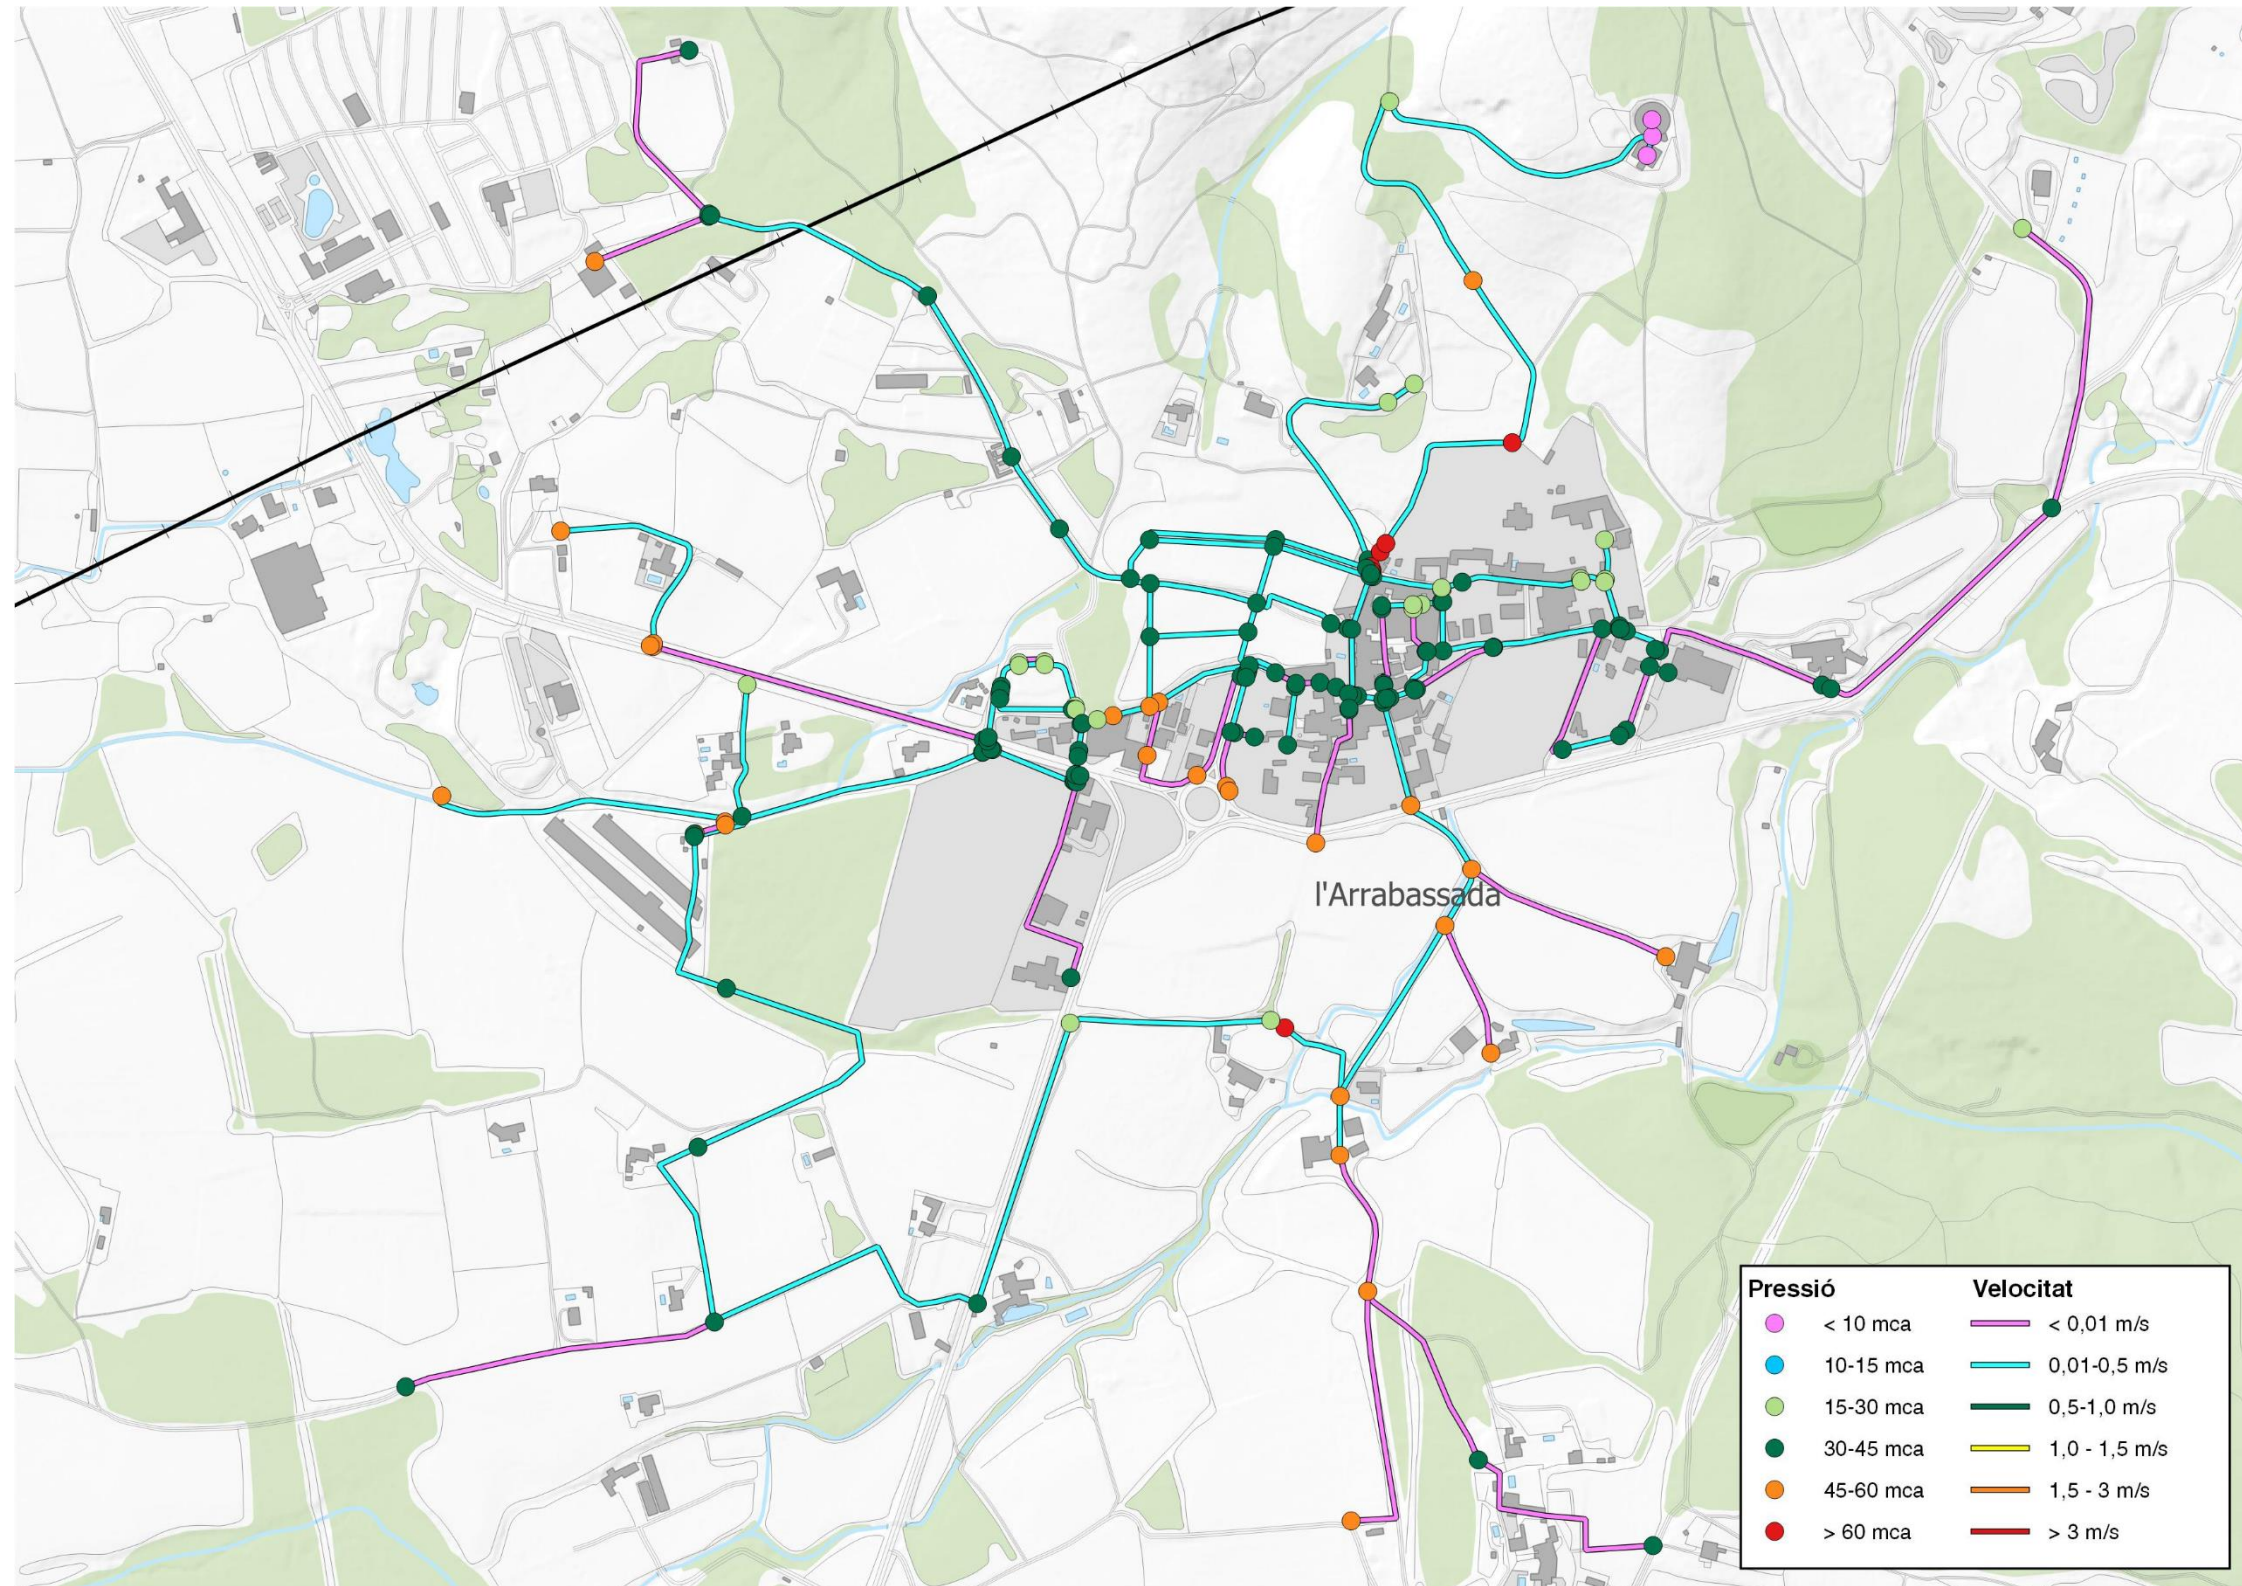 l'Arrabassada
Pressió Velocitat
< 10 mca < 0,01 m/s
10-15 mca 0,01-0,5 m/s
15-30 mca 0,5-1,0 m/s
30-45 mca 1,0 - 1,5 m/s
45-60 mca 1,5 - 3 m/s
> 60 mca > 3 m/s